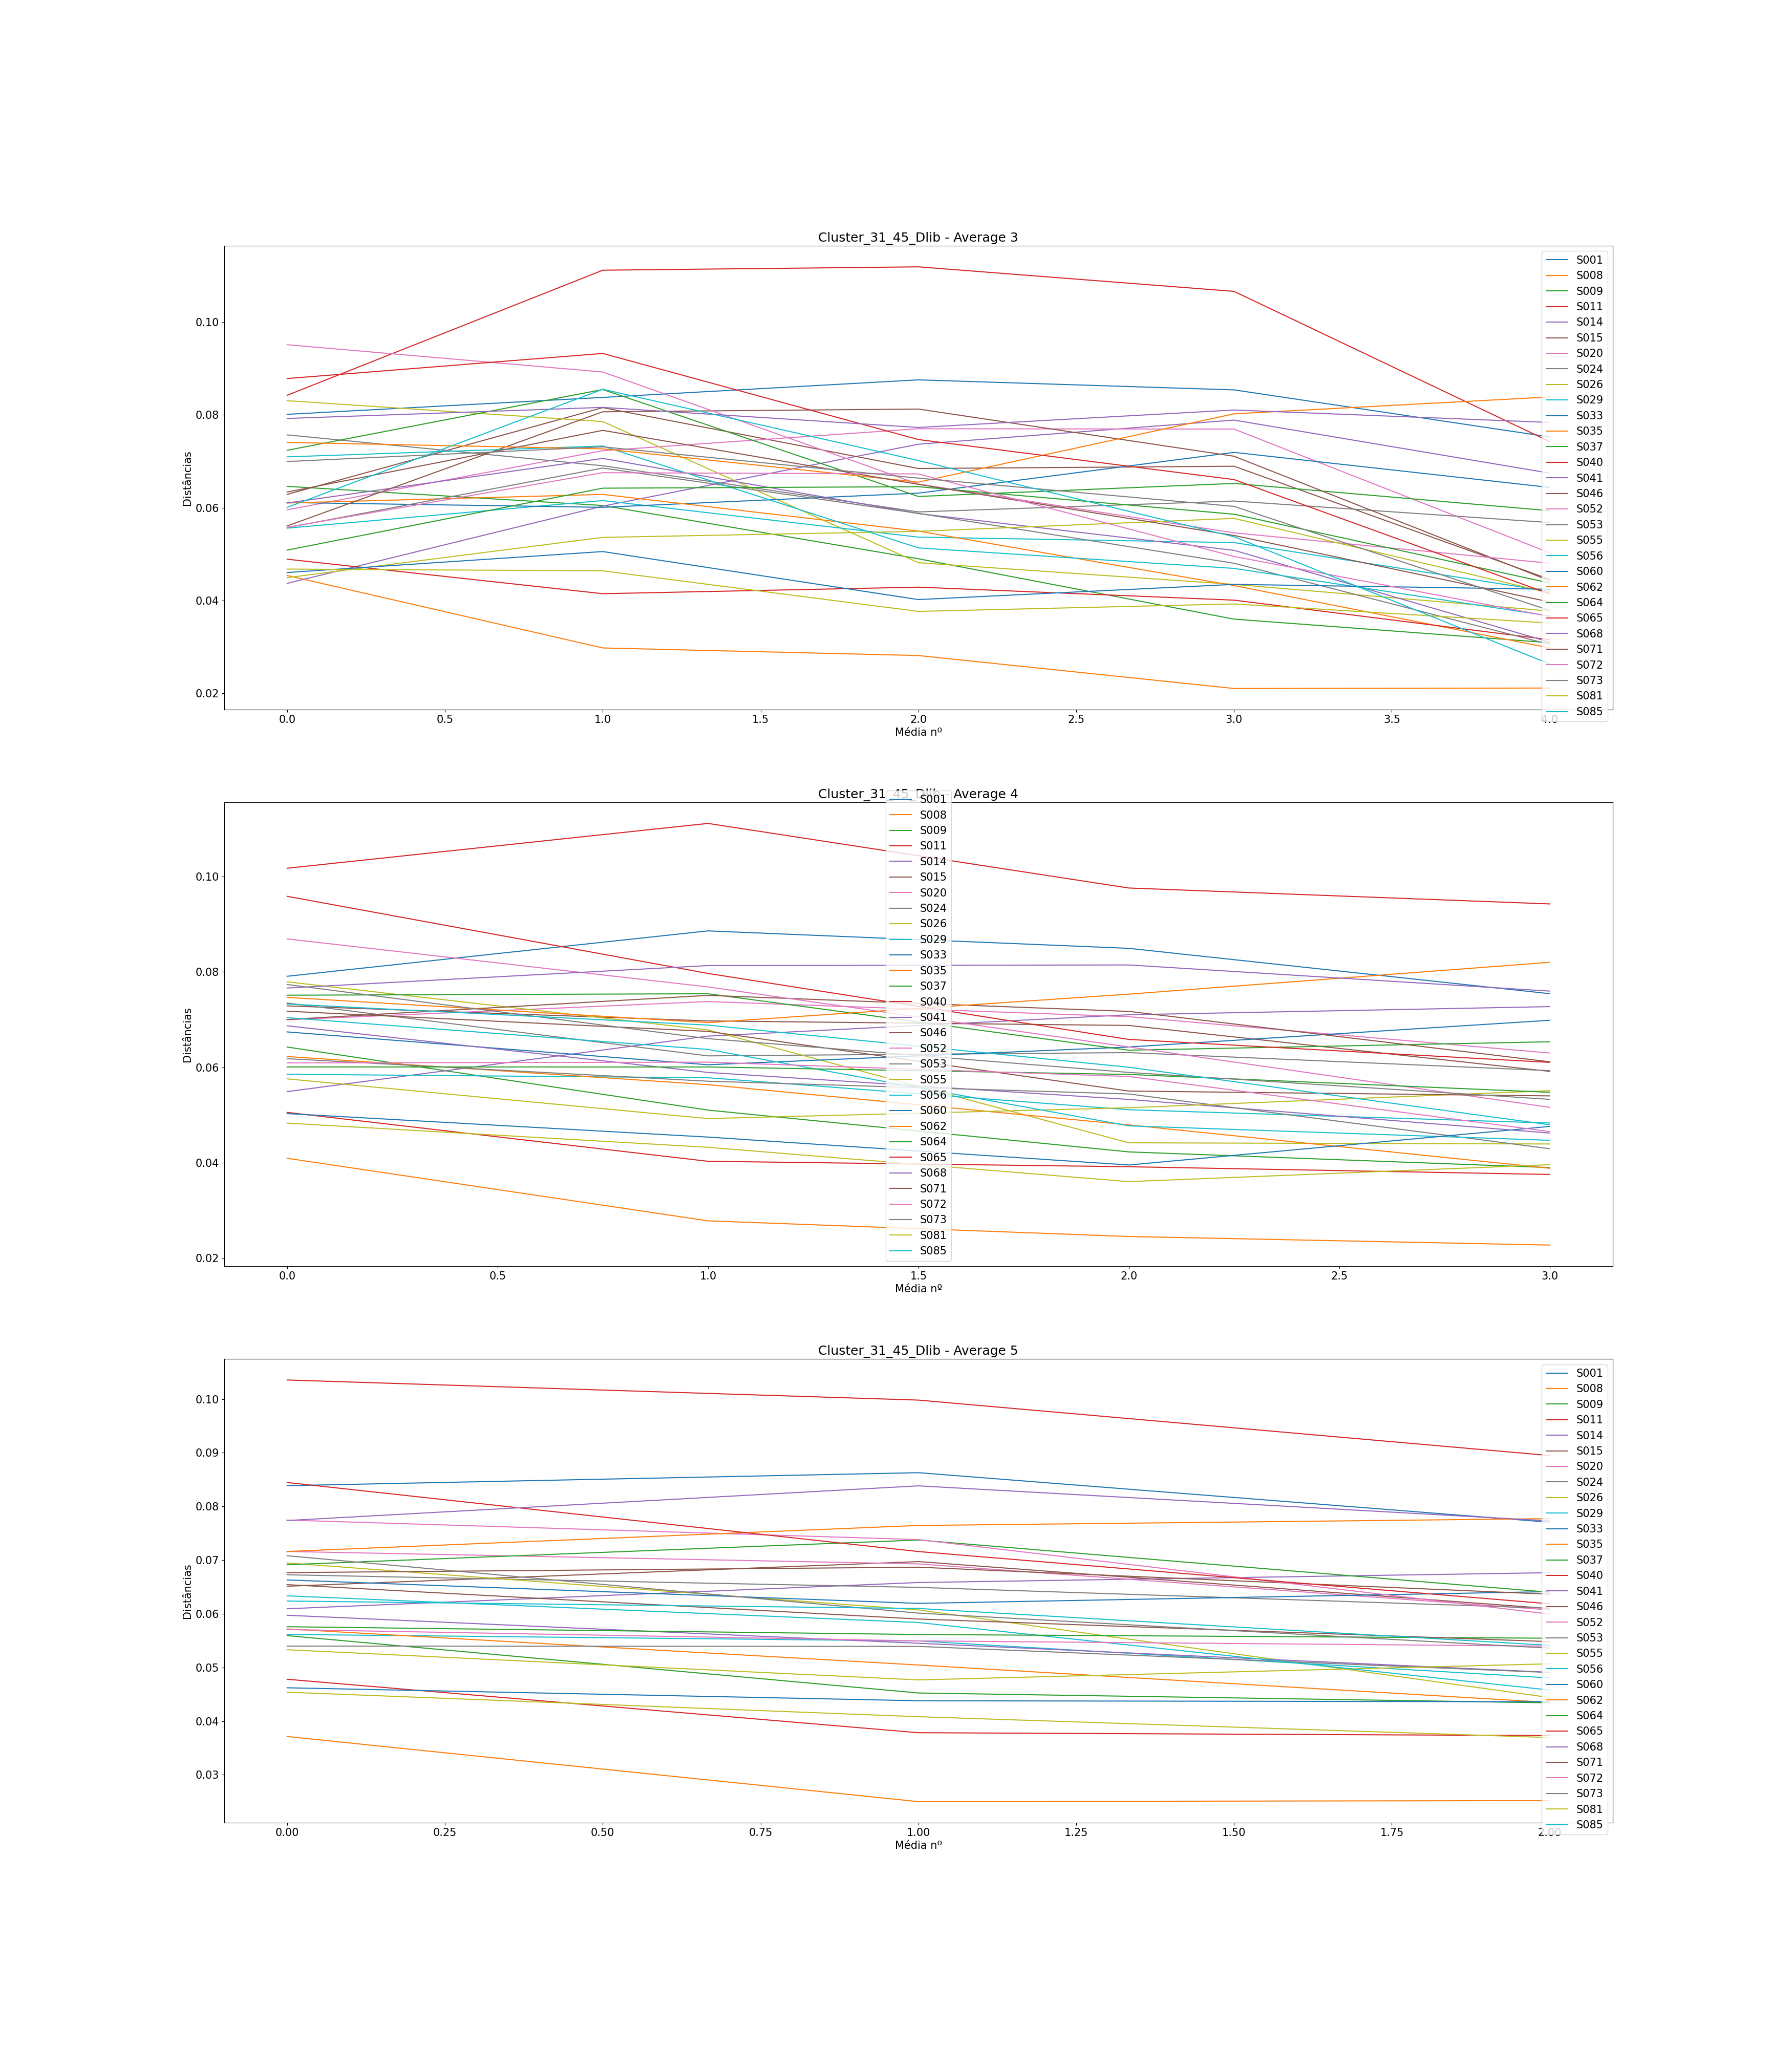 Cluster_31_45_Dlib - Average 3
Distâncias
0.10
0.08
0.06
0.04
0.02
0.0
0.5
1.0
1.5
2.0
2.5
3.0
3.5
4.0
Média nº
S001
S008
S009
S011
S014
S015
S020
S024
S026
S029
S033
S035
S037
S040
S041
S046
S052
S053
S055
S056
S060
S062
S064
S065
S068
S071
S072
S073
S081
S085
Cluster_31_45_Dlib - Average 4
Distâncias
0.10
0.08
0.06
0.04
0.02
0.0
0.5
1.0
1.5
2.0
2.5
3.0
Média nº
S001
S008
S009
S011
S014
S015
S020
S024
S026
S029
S033
S035
S037
S040
S041
S046
S052
S053
S055
S056
S060
S062
S064
S065
S068
S071
S072
S073
S081
S085
Cluster_31_45_Dlib - Average 5
Distâncias
0.10
0.09
0.08
0.07
0.06
0.05
0.04
0.03
0.00
0.25
0.50
0.75
1.00
1.25
1.50
1.75
2.00
Média nº
S001
S008
S009
S011
S014
S015
S020
S024
S026
S029
S033
S035
S037
S040
S041
S046
S052
S053
S055
S056
S060
S062
S064
S065
S068
S071
S072
S073
S081
S085